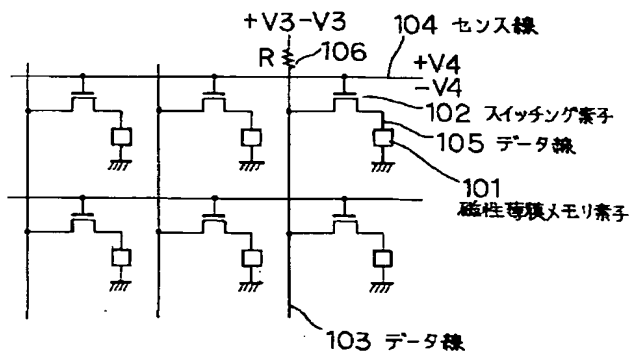 +V3-V3
R 106
104 センス線
+V4
-V4
102 スイッチング素子
105 データ線
101
磁性薄膜メモリ素子
103 データ線